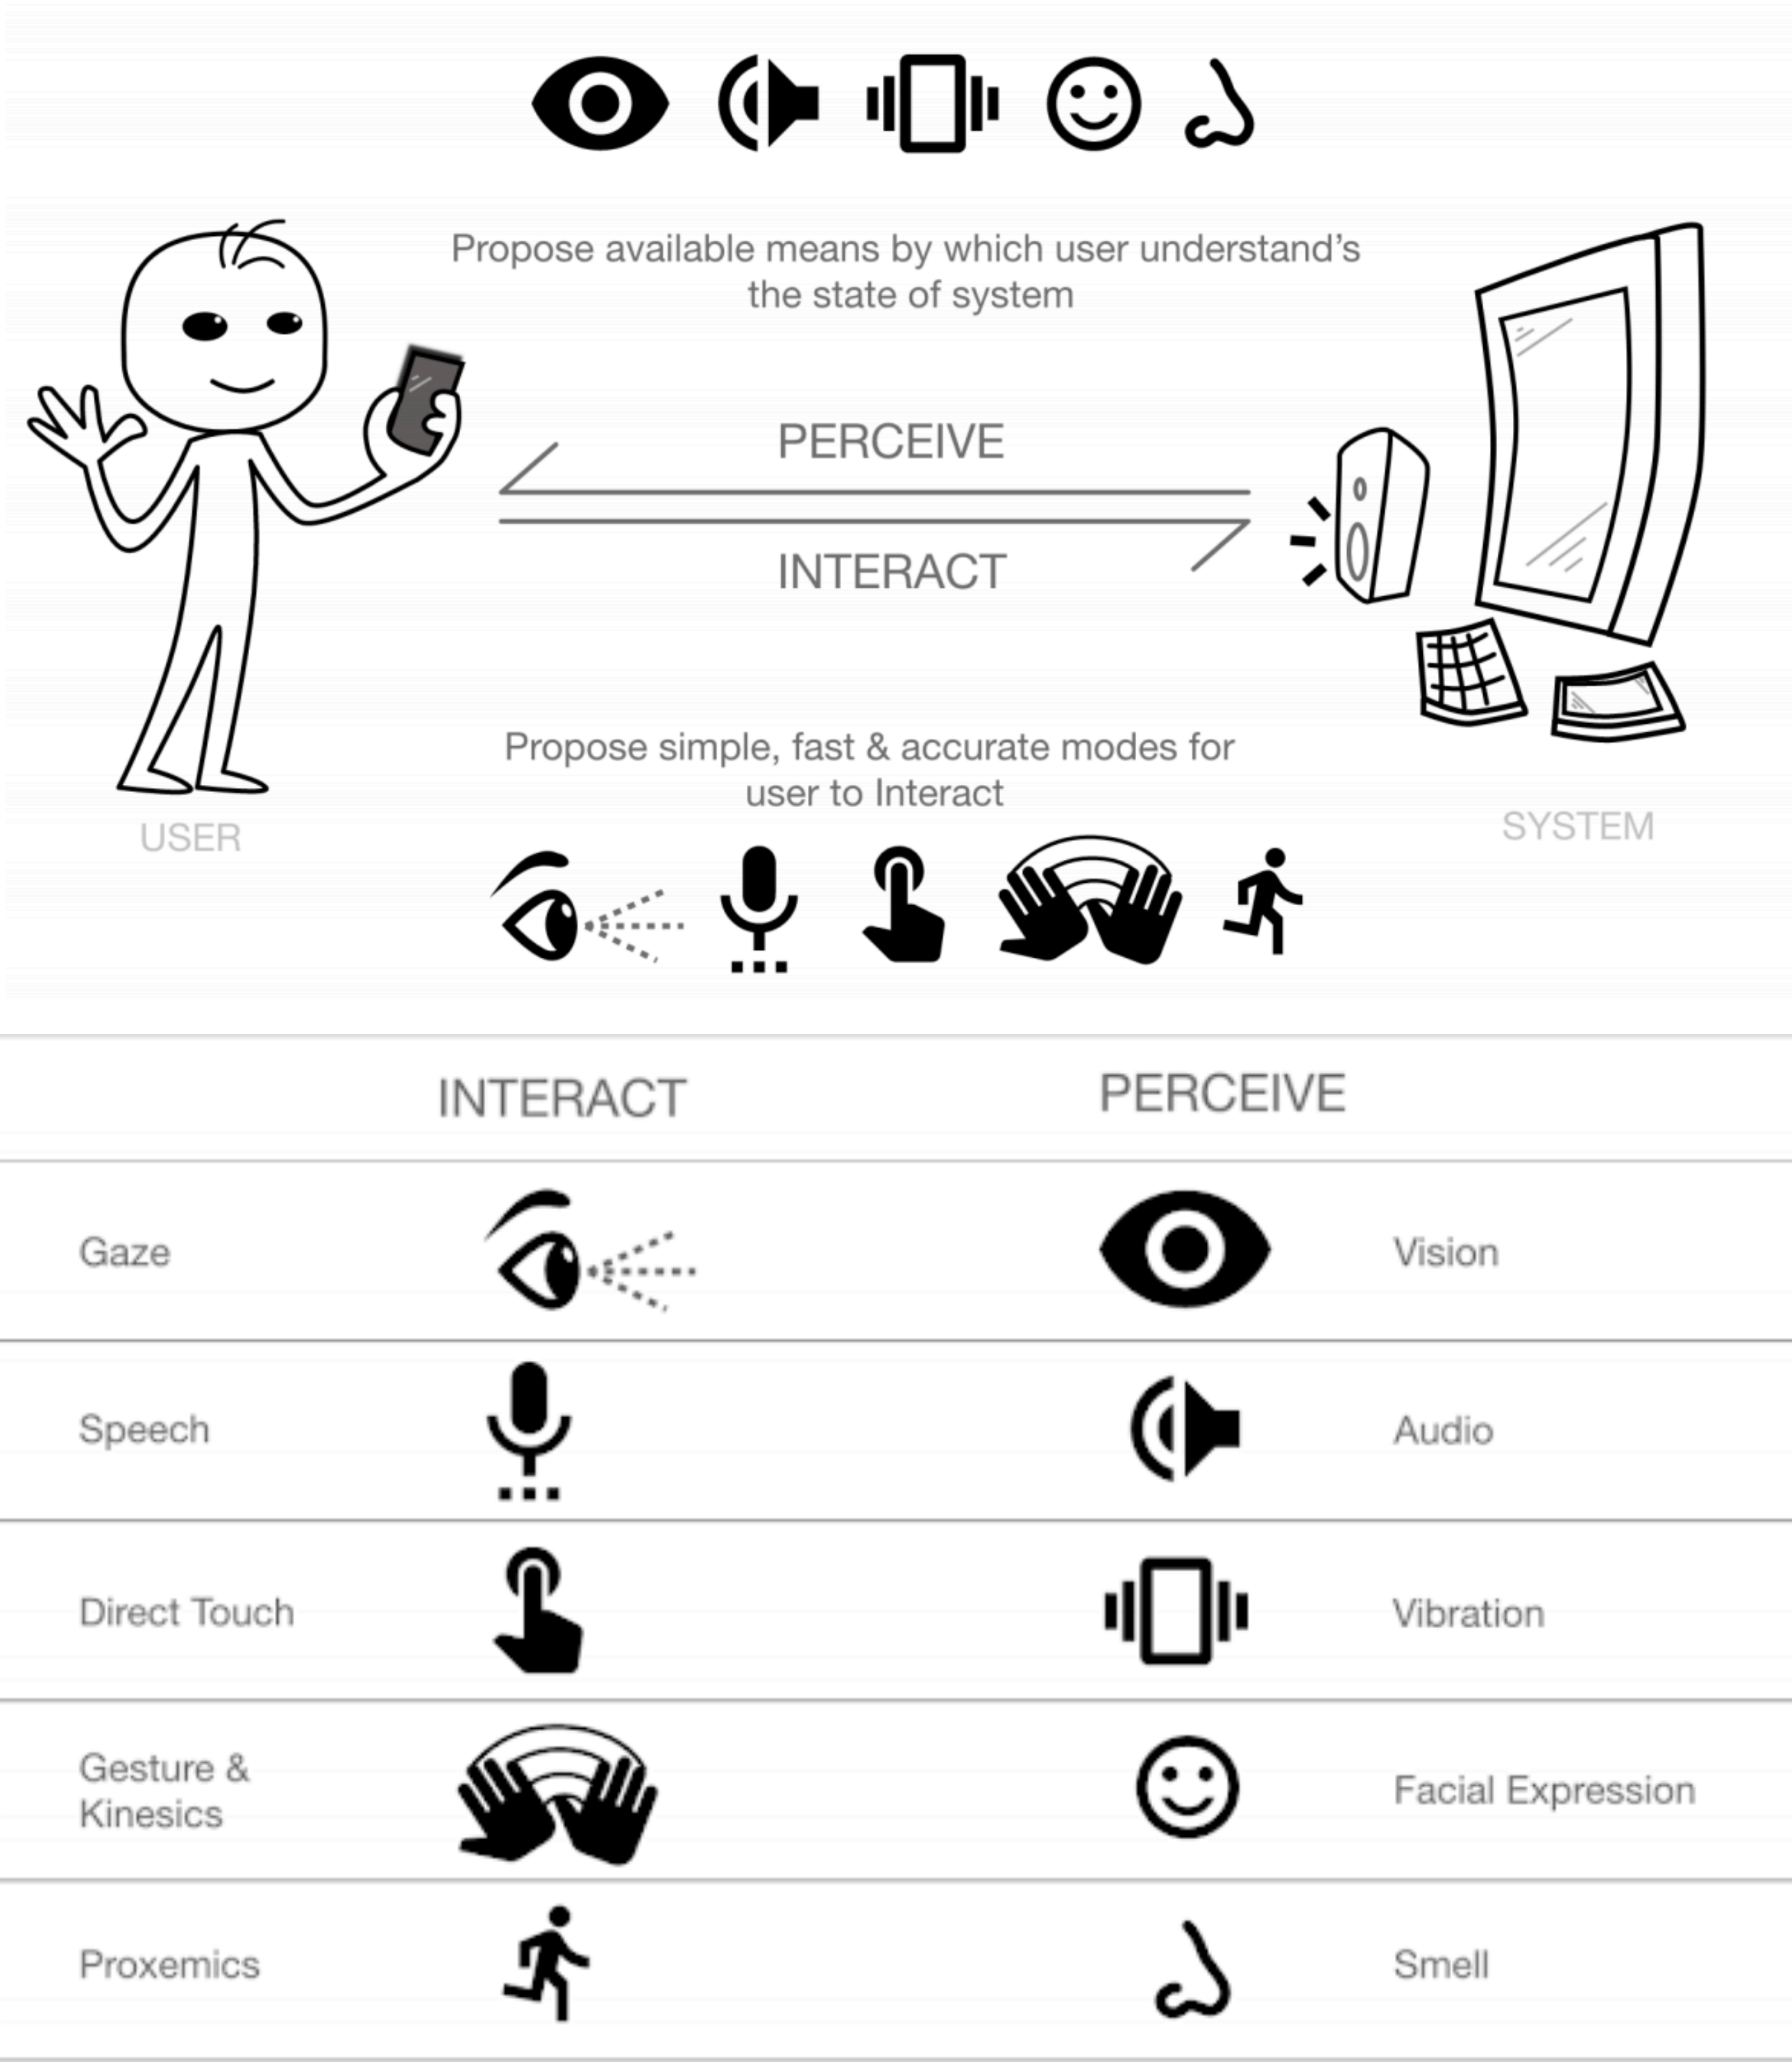 Propose available means by which user understand's
the state of system
PERCEIVE
INTERACT
Propose simple, fast & accurate modes for
user to Interact
USER
SYSTEM
INTERACT
PERCEIVE
Gaze
Vision
Speech
Audio
Direct Touch
Vibration
Gesture &
Kinesics
Facial Expression
Proxemics
Smell